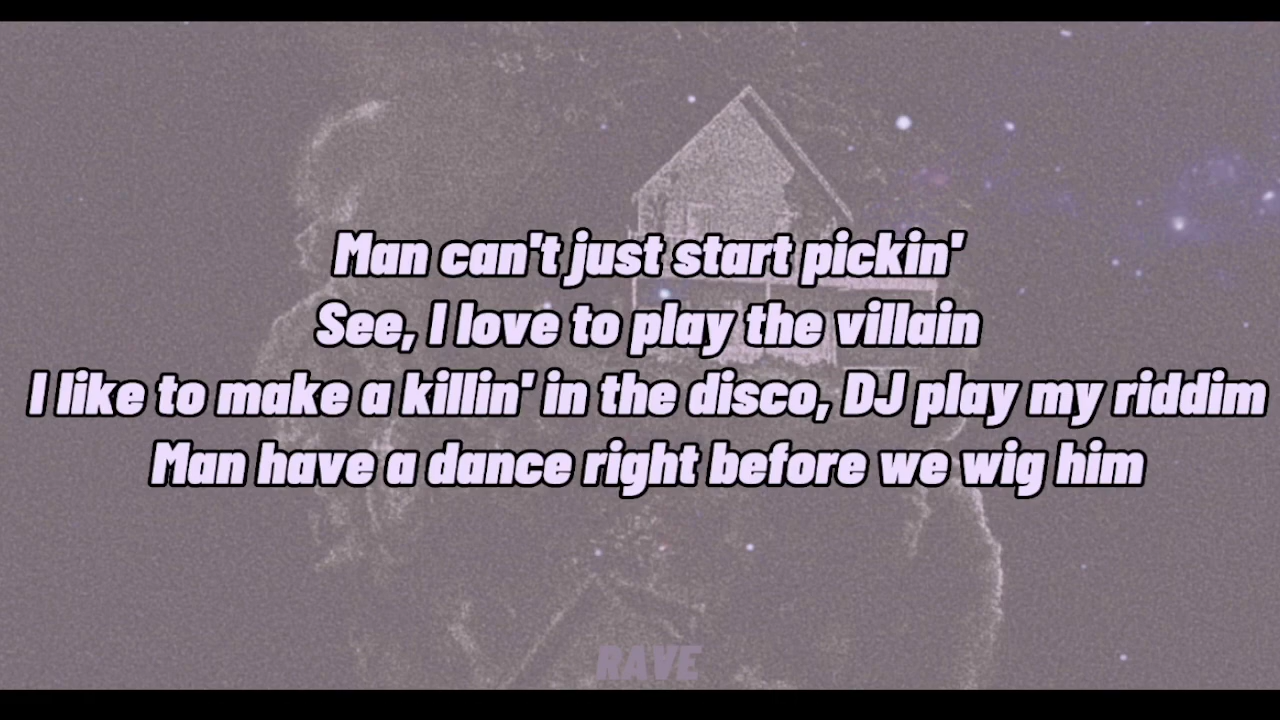 Man can't just start pickin'
See, I love to play the villain
I like to make a killin' in the disco, DJ play my riddim
Man have a dance right before we wig him
RAVE